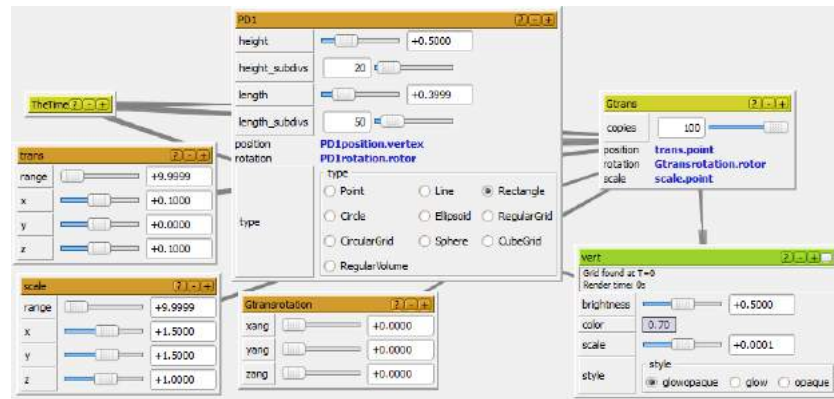 PD1 ? - +
height +0.5000
height_subdivs 20
length +0.3999
length_subdivs 50
position PD1position.vertex
rotation PD1rotation.rotor
type
type
Point Line Rectangle
Circle Ellipsoid RegularGrid
CircularGrid Sphere CubeGrid
RegularVolume
TheTime ? - +
trans ? - +
range +9.9999
x +0.1000
y +0.0000
z +0.1000
scale ? - +
range +9.9999
x +1.5000
y +1.5000
z +1.0000
Gtransrotation ? - +
xang +0.0000
yang +0.0000
zang +0.0000
Gtrans ? - +
copies 100
position trans.point
rotation Gtransrotation.rotor
scale scale.point
vert ? - +
Grid found at T=0
Render time: 0s
brightness +0.5000
color 0.70
scale +0.0001
style
style
glowopaque glow opaque